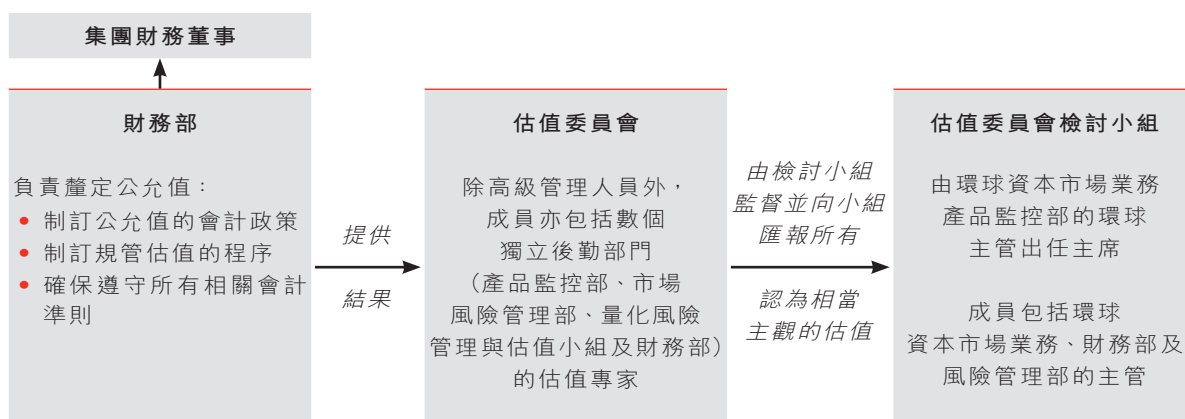 集團財務董事
財務部
負責釐定公允值：
• 制訂公允值的會計政策
• 制訂規管估值的程序
• 確保遵守所有相關會計
準則
提供
結果
估值委員會
除高級管理人員外，
成員亦包括數個
獨立後勤部門
（產品監控部、市場
風險管理部、量化風險
管理與估值小組及財務部）
的估值專家
由檢討小組
監督並向小組
匯報所有
認為相當
主觀的估值
估值委員會檢討小組
由環球資本市場業務
產品監控部的環球
主管出任主席
成員包括環球
資本市場業務、財務部及
風險管理部的主管